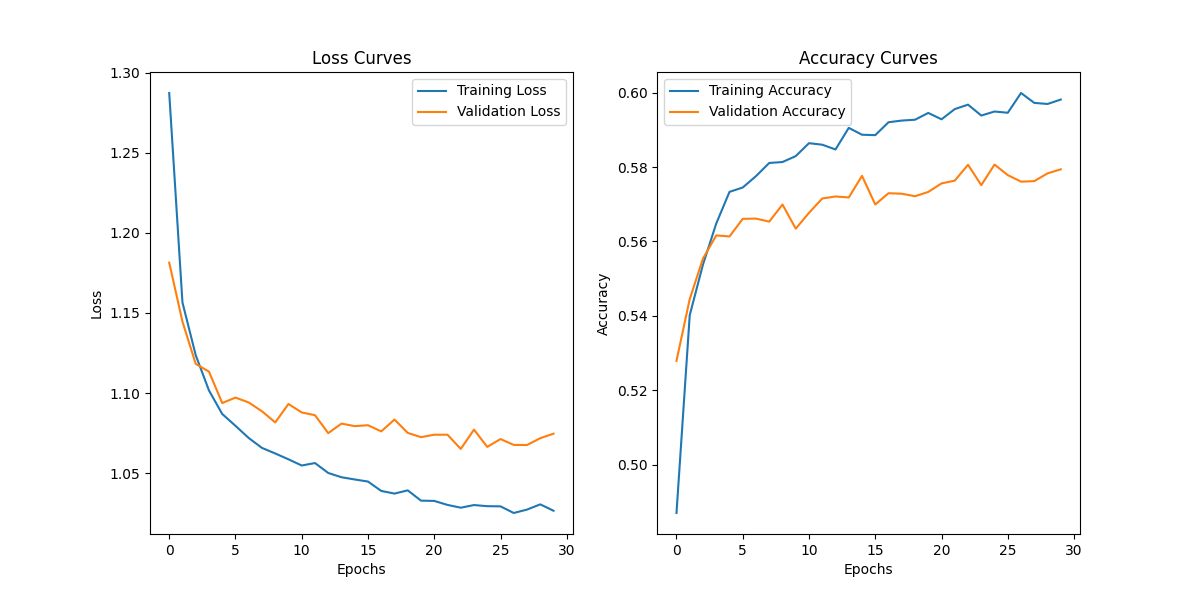 Loss Curves
Training Loss
Validation Loss
1.30
1.25
1.20
1.15
1.10
1.05
Loss
0 5 10 15 20 25 30
Epochs
Accuracy Curves
Training Accuracy
Validation Accuracy
0.60
0.58
0.56
0.54
0.52
0.50
Accuracy
0 5 10 15 20 25 30
Epochs